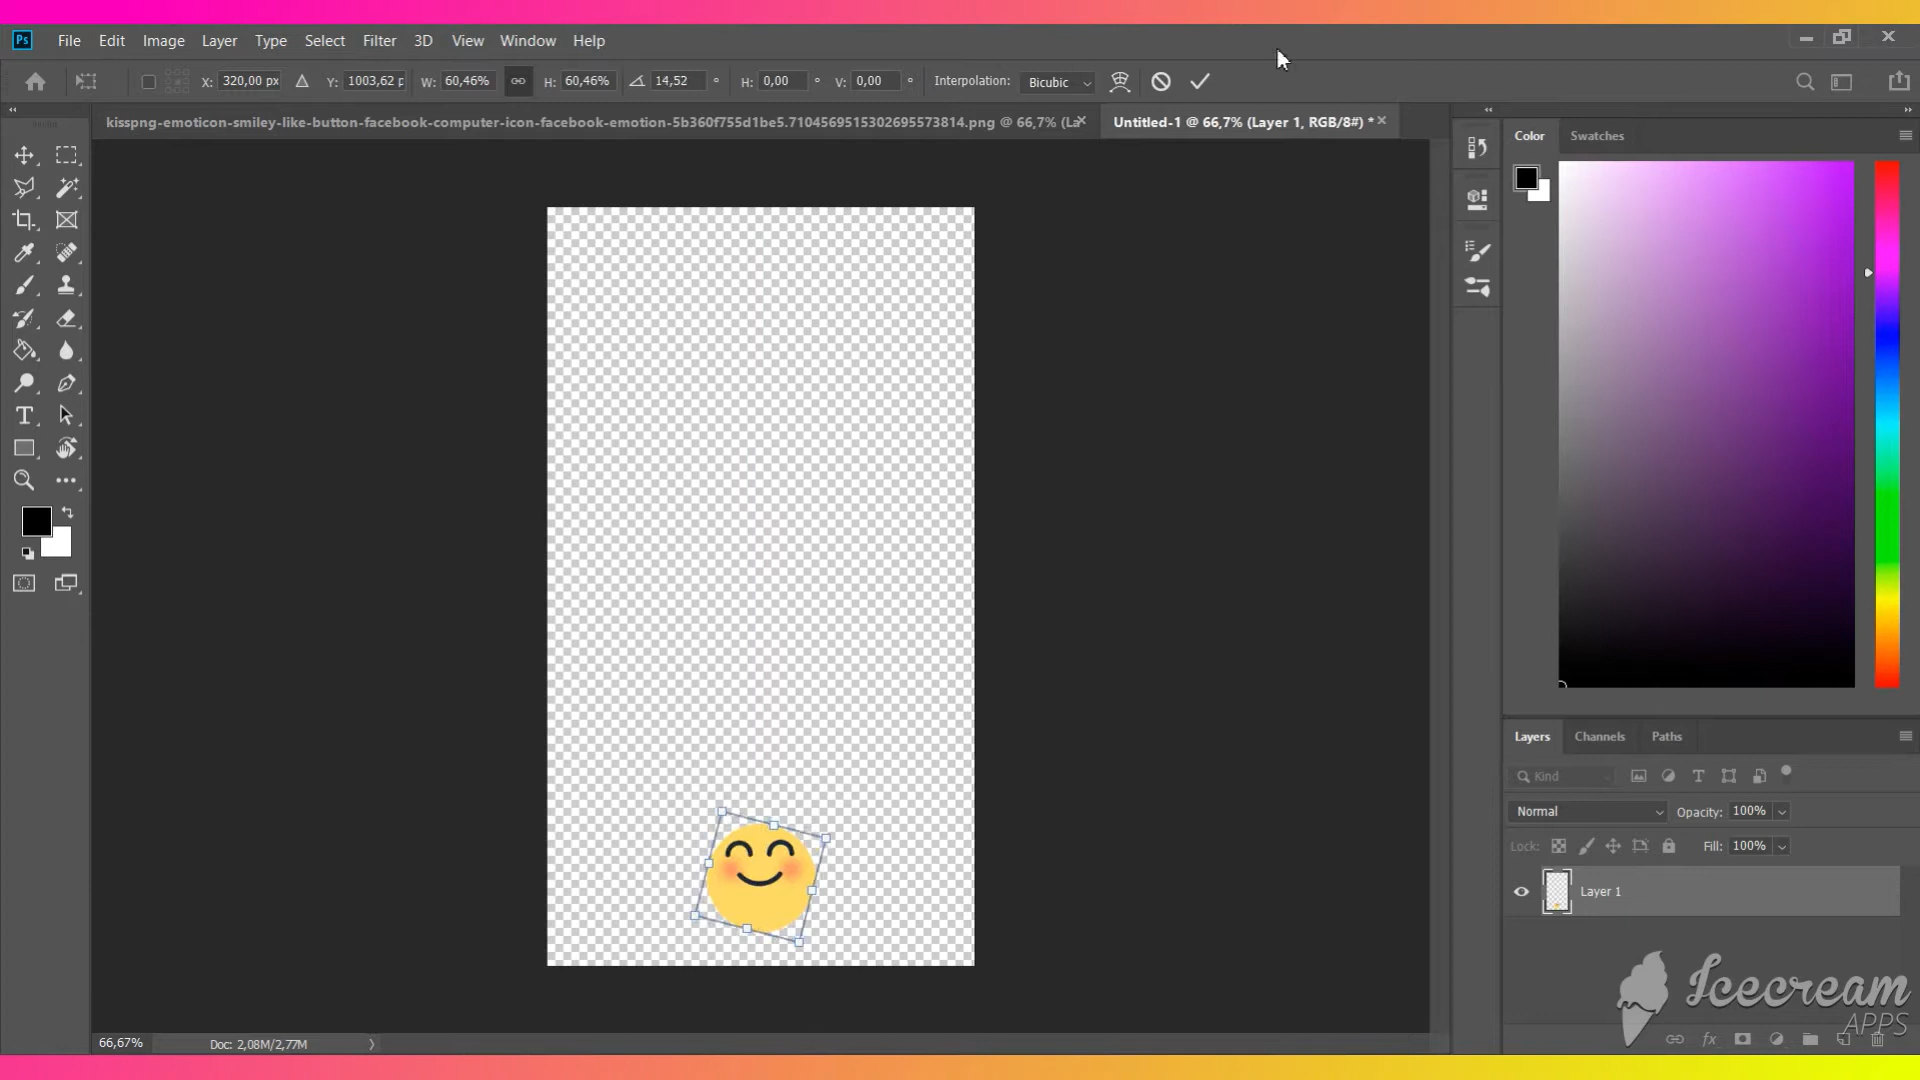 Ps File Edit Image Layer Type Select Filter 3D View Window Help
X: 320,00 px Y: 1003,62 p W: 60,46% H: 60,46% 14,52 ° H: 0,00 ° V: 0,00 ° Interpolation: Bicubic
kisspng-emoticon-smiley-like-button-facebook-computer-icon-facebook-emotion-5b360f755d1be5.7104569515302695573814.png @ 66,7% (La
Untitled-1 @ 66,7% (Layer 1, RGB/8#) *
Color Swatches
Layers Channels Paths
Kind
Normal Opacity: 100%
Lock: Fill: 100%
Layer 1
Icecream
APPS
fx
66,67% Doc: 2,08M/2,77M